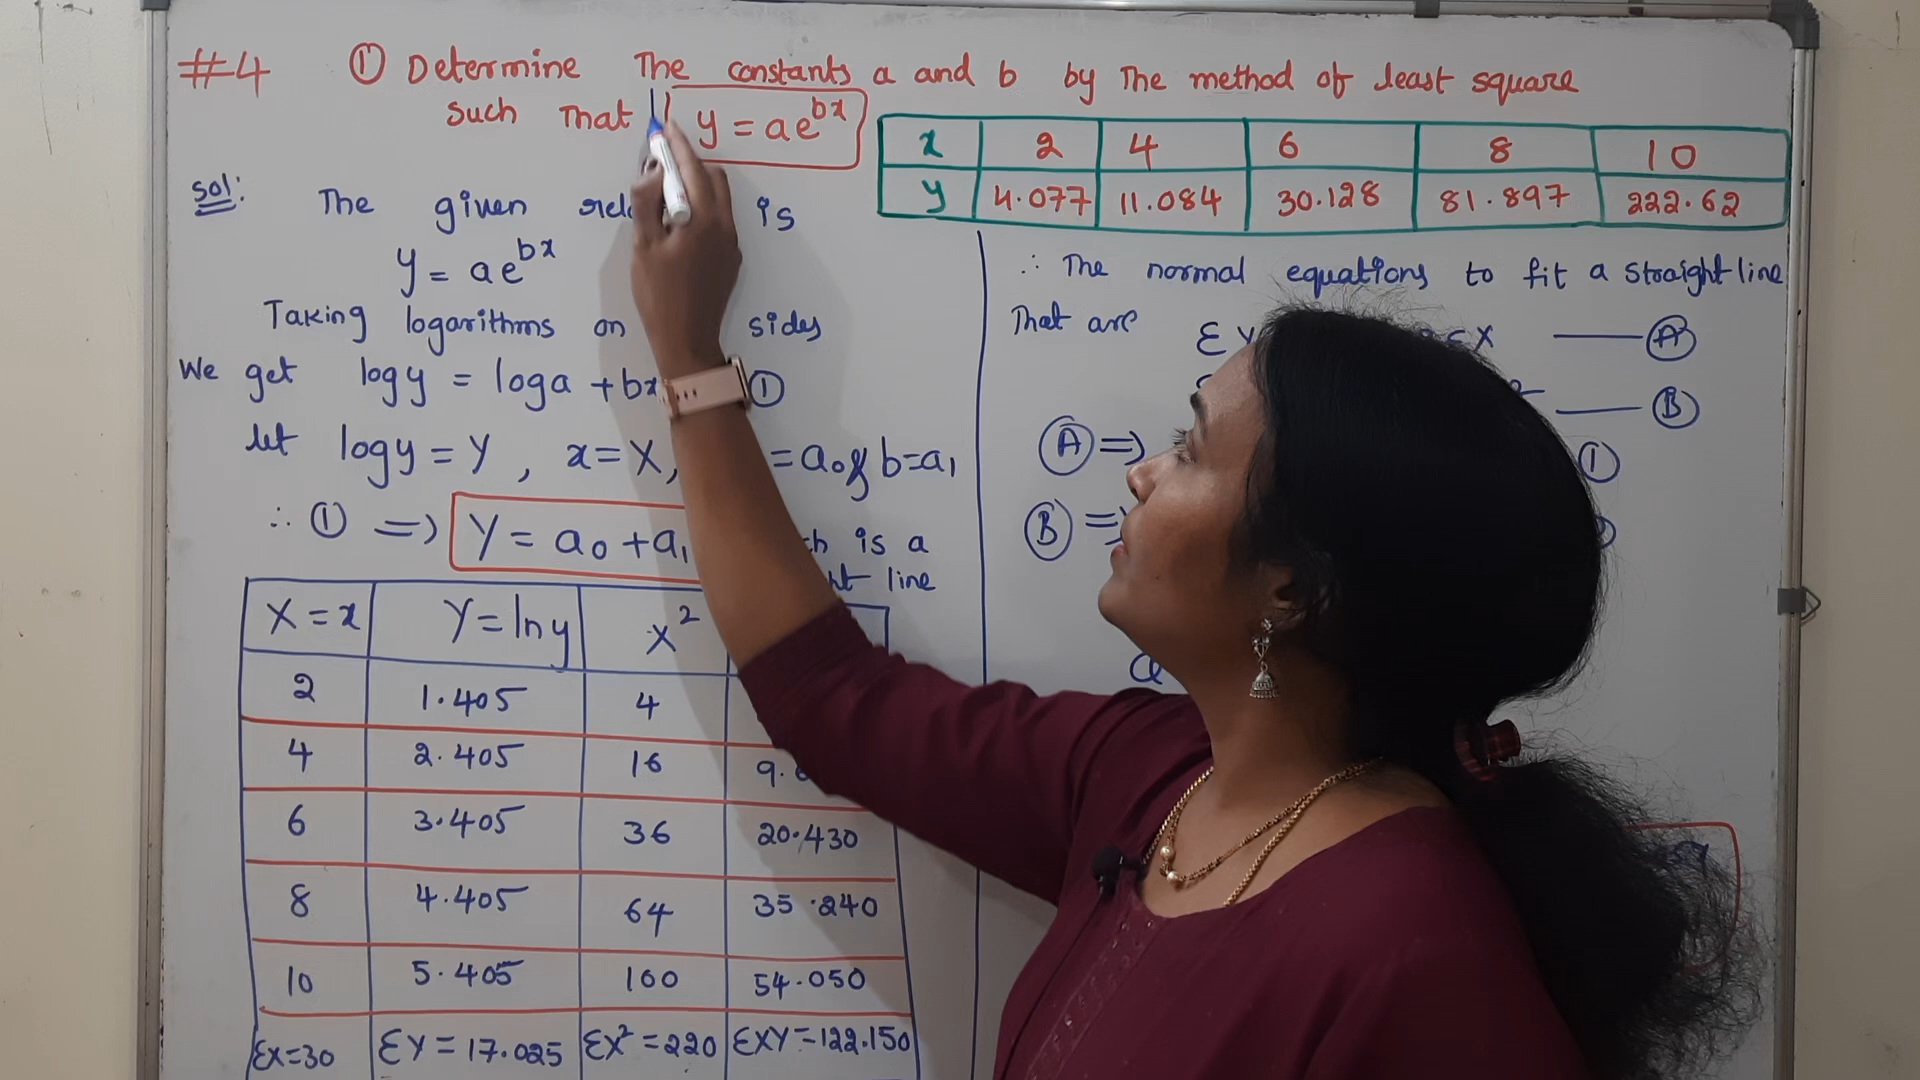 #4 ① Determine The constants a and b by The method of least square
such That y = ae^bx
x 2 4 6 8 10
y 4.077 11.084 30.128 81.897 222.62
Sol: The given is
y = ae^bx
Taking logarithms on sides
We get log y = log a + bx ①
let log y = Y , x = X, = a₀ & b = a₁
∴ ① => Y = a₀ + a₁ is a
line
X = x Y = ln y X²
2 1.405 4
4 2.405 16 9.
6 3.405 36 20.430
8 4.405 64 35.240
10 5.405 100 54.050
ΣX = 30 ΣY = 17.025 ΣX² = 220 ΣXY = 122.150
∴ The normal equations to fit a straight line
That are Σ ΣX — Ⓐ
— Ⓑ
Ⓐ => ①
Ⓑ =>